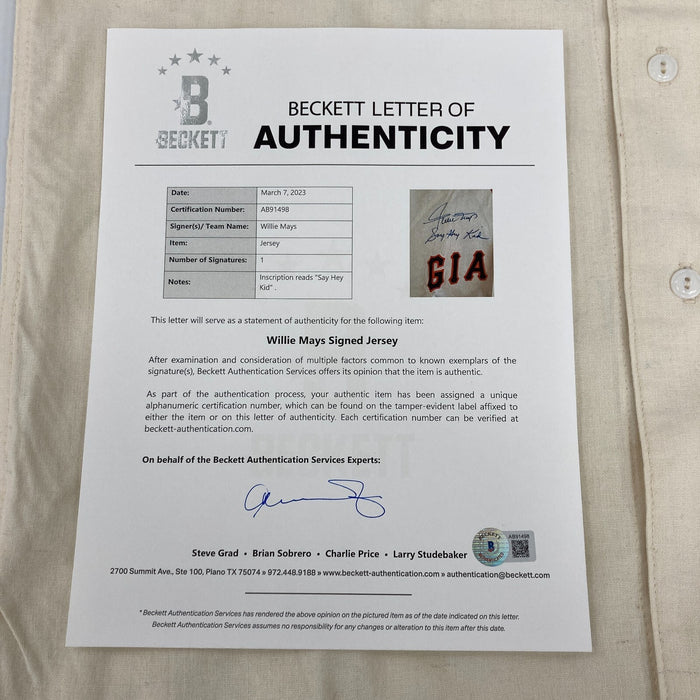 B
BECKETT
BECKETT LETTER OF
AUTHENTICITY
Date: March 7, 2023
Certification Number: AB91498
Signer(s)/ Team Name: Willie Mays
Item: Jersey
Number of Signatures: 1
Notes: Inscription reads "Say Hey
Kid" .
Willie Mays
Say Hey Kid
GIA
This letter will serve as a statement of authenticity for the following item:
Willie Mays Signed Jersey
After examination and consideration of multiple factors common to known exemplars of the
signature(s), Beckett Authentication Services offers its opinion that the item is authentic.
As part of the authentication process, your authentic item has been assigned a unique
alphanumeric certification number, which can be found on the tamper-evident label affixed to
either the item or on this letter of authenticity. Each certification number can be verified at
beckett-authentication.com.
BECKETT
On behalf of the Beckett Authentication Services Experts:
Steve Grad • Brian Sobrero • Charlie Price • Larry Studebaker
BECKETT
B
AB91498
2700 Summit Ave., Ste 100, Plano TX 75074 » 972.448.9188 » www.beckett-authentication.com » authentication@beckett.com
"Beckett Authentication Services has rendered the above opinion on the pictured item as of the date indicated on this letter.
Beckett Authentication Services assumes no responsibility for any changes or alteration to this item after this date.